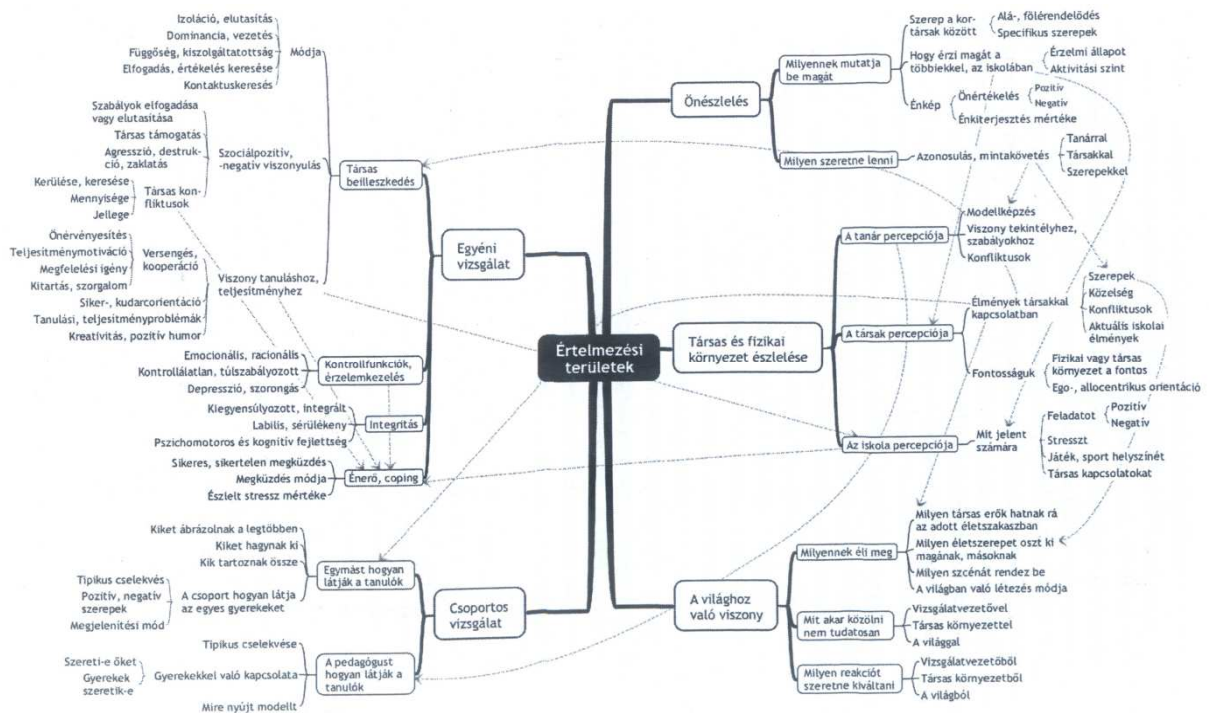 Értelmezési
területek
Egyéni
vizsgálat
Társas
beilleszkedés
Módja
Izoláció, elutasítás
Dominancia, vezetés
Függőség, kiszolgáltatottság
Elfogadás, értékelés keresése
Kontaktuskeresés
Szociálpozitív,
-negatív viszonyulás
Szabályok elfogadása
vagy elutasítása
Társas támogatás
Agresszió, destruk-
ció, zaklatás
Társas kon-
fliktusok
Kerülése, keresése
Mennyisége
Jellege
Viszony tanuláshoz,
teljesítményhez
Versengés,
kooperáció
Önérvényesítés
Teljesítménymotiváció
Megfelelési igény
Kitartás, szorgalom
Siker-, kudarcorientáció
Tanulási, teljesítményproblémák
Kreativitás, pozitív humor
Kontrollfunkciók,
érzelemkezelés
Emocionális, racionális
Kontrollálatlan, túlszabályozott
Depresszió, szorongás
Integritás
Kiegyensúlyozott, integrált
Labilis, sérülékeny
Pszichomotoros és kognitív fejlettség
Énerő, coping
Sikeres, sikertelen megküzdés
Megküzdés módja
Észlelt stressz mértéke
Csoportos
vizsgálat
Egymást hogyan
látják a tanulók
Kiket ábrázolnak a legtöbben
Kiket hagynak ki
Kik tartoznak össze
A csoport hogyan látja
az egyes gyerekeket
Tipikus cselekvés
Pozitív, negatív
szerepek
Megjelenítési mód
A pedagógust
hogyan látják a
tanulók
Tipikus cselekvése
Gyerekekkel való kapcsolata
Szereti-e őket
Gyerekek
szeretik-e
Mire nyújt modellt
Önészlelés
Milyennek mutatja
be magát
Szerep a kor-
társak között
Alá-, fölérendelődés
Specifikus szerepek
Hogy érzi magát a
többiekkel, az iskolában
Érzelmi állapot
Aktivitási szint
Énkép
Önértékelés
Pozitív
Negatív
Énkiterjesztés mértéke
Milyen szeretne lenni
Azonosulás, mintakövetés
Tanárral
Társakkal
Szerepekkel
Társas és fizikai
környezet észlelése
A tanár percepciója
Modellképzés
Viszony tekintélyhez,
szabályokhoz
Konfliktusok
A társak percepciója
Élmények társakkal
kapcsolatban
Szerepek
Közelség
Konfliktusok
Aktuális iskolai
élmények
Fontosságuk
Fizikai vagy társas
környezet a fontos
Ego-, allocentrikus orientáció
Az iskola percepciója
Mit jelent
számára
Feladatot
Pozitív
Negatív
Stresszt
Játék, sport helyszínét
Társas kapcsolatokat
A világhoz
való viszony
Milyennek éli meg
Milyen társas erők hatnak rá
az adott életszakaszban
Milyen életszerepet oszt ki
magának, másoknak
Milyen szcénát rendez be
A világban való létezés módja
Mit akar közölni
nem tudatosan
Vizsgálatvezetővel
Társas környezettel
A világgal
Milyen reakciót
szeretne kiváltani
Vizsgálatvezetőből
Társas környezetből
A világból